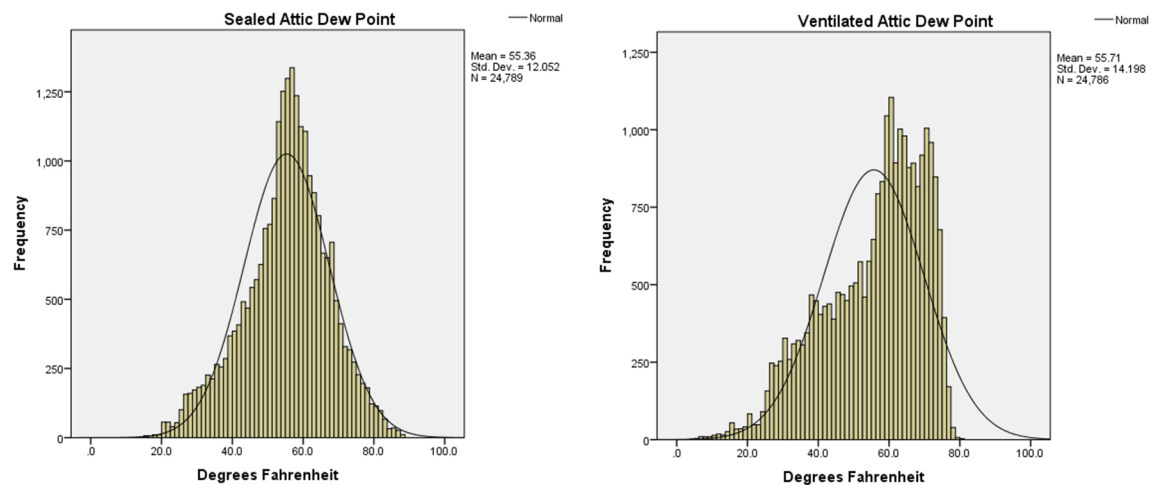 Sealed Attic Dew Point
Normal
Mean = 55.36
Std. Dev. = 12.052
N = 24,789
1,250
1,000
750
500
250
0
Frequency
.0 20.0 40.0 60.0 80.0 100.0
Degrees Fahrenheit
Ventilated Attic Dew Point
Normal
Mean = 55.71
Std. Dev. = 14.198
N = 24,786
1,250
1,000
750
500
250
0
Frequency
.0 20.0 40.0 60.0 80.0 100.0
Degrees Fahrenheit